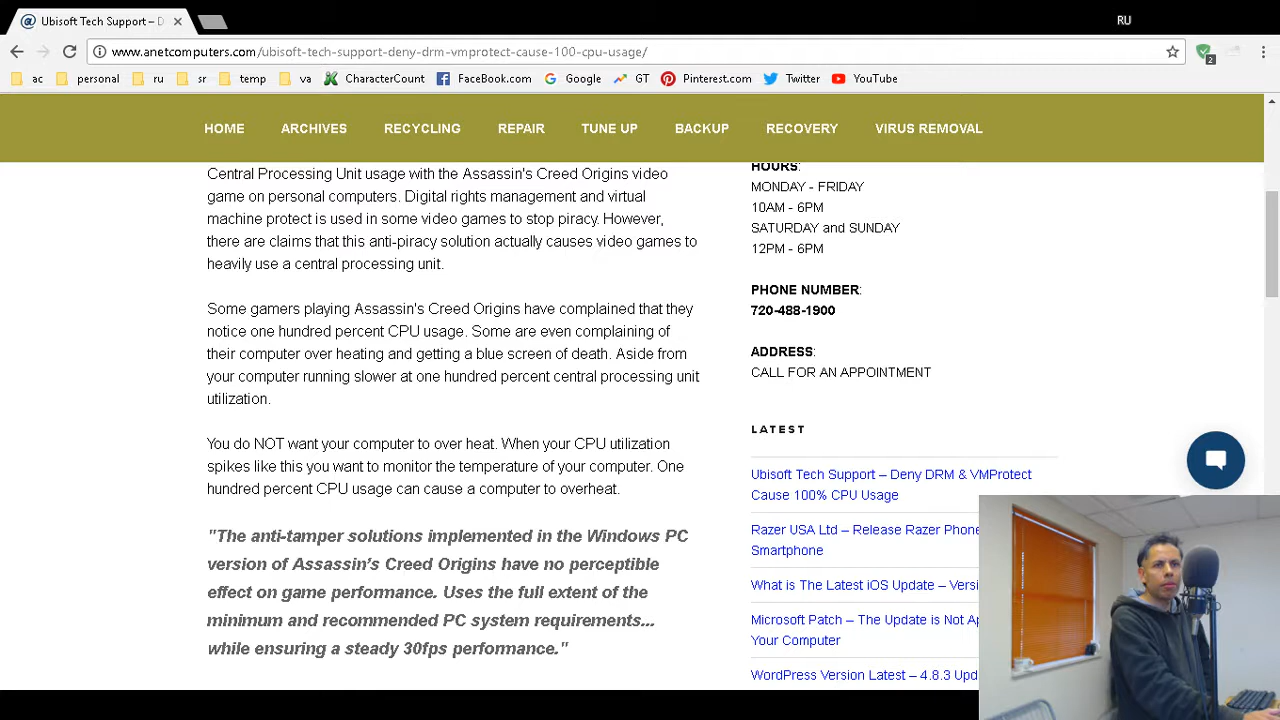 RU
@ Ubisoft Tech Support – D
www.anetcomputers.com/ubisoft-tech-support-deny-drm-vmprotect-cause-100-cpu-usage/
2
ac personal ru sr temp va CharacterCount FaceBook.com Google GT Pinterest.com Twitter YouTube
HOME ARCHIVES RECYCLING REPAIR TUNE UP BACKUP RECOVERY VIRUS REMOVAL
Central Processing Unit usage with the Assassin's Creed Origins video
game on personal computers. Digital rights management and virtual
machine protect is used in some video games to stop piracy. However,
there are claims that this anti-piracy solution actually causes video games to
heavily use a central processing unit.
Some gamers playing Assassin's Creed Origins have complained that they
notice one hundred percent CPU usage. Some are even complaining of
their computer over heating and getting a blue screen of death. Aside from
your computer running slower at one hundred percent central processing unit
utilization.
You do NOT want your computer to over heat. When your CPU utilization
spikes like this you want to monitor the temperature of your computer. One
hundred percent CPU usage can cause a computer to overheat.
"The anti-tamper solutions implemented in the Windows PC
version of Assassin's Creed Origins have no perceptible
effect on game performance. Uses the full extent of the
minimum and recommended PC system requirements...
while ensuring a steady 30fps performance."
HOURS:
MONDAY - FRIDAY
10AM - 6PM
SATURDAY and SUNDAY
12PM - 6PM
PHONE NUMBER:
720-488-1900
ADDRESS:
CALL FOR AN APPOINTMENT
LATEST
Ubisoft Tech Support – Deny DRM & VMProtect
Cause 100% CPU Usage
Razer USA Ltd – Release Razer Phone
Smartphone
What is The Latest iOS Update – Versi
Microsoft Patch – The Update is Not Ap
Your Computer
WordPress Version Latest – 4.8.3 Upd